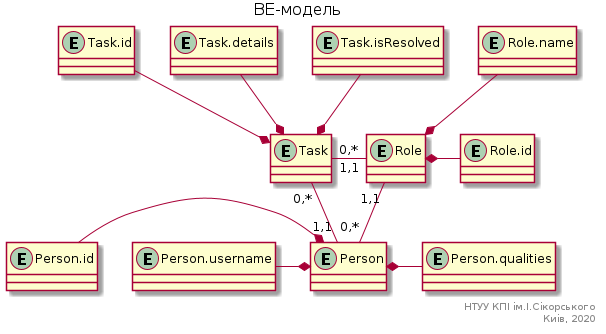 BE-модель
E Task.id
E Task.details
E Task.isResolved
E Role.name
E Task
0,*
1,1
E Role
E Role.id
0,*
1,1
1,1
0,*
E Person.id
E Person.username
E Person
E Person.qualities
НТУУ КПІ ім.І.Сікорського
Київ, 2020